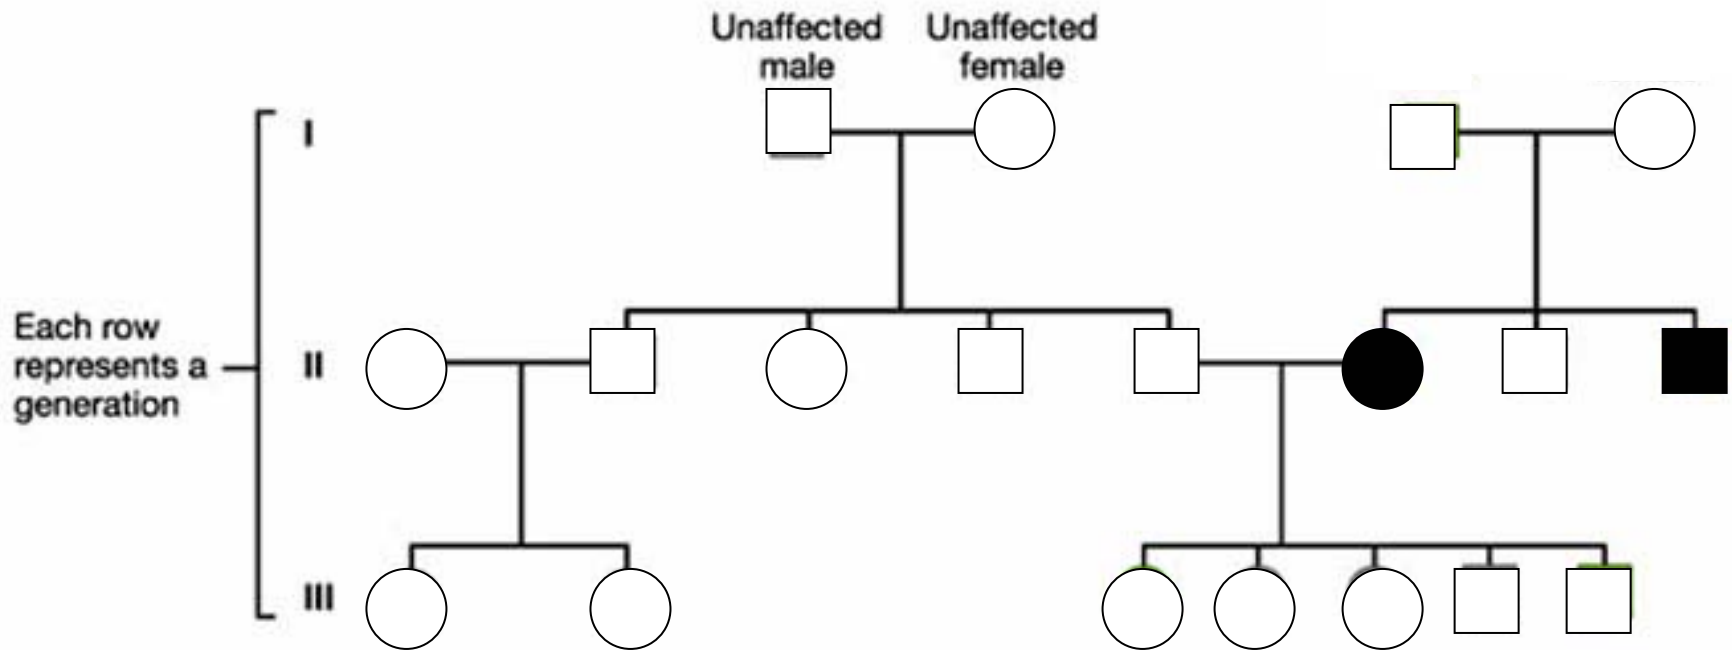 Unaffected
male
Unaffected
female
I
Each row
represents a
generation
II
III